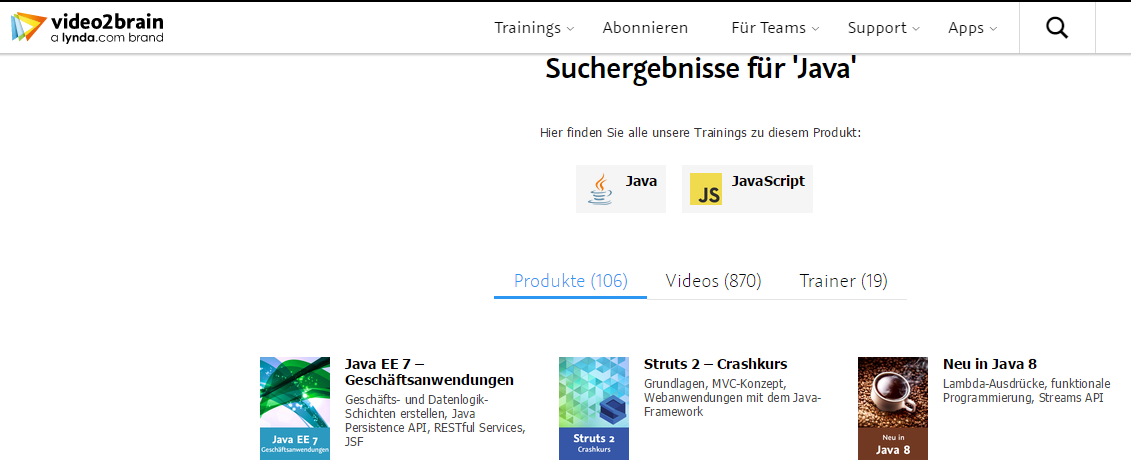 video2brain
a lynda.com brand
Trainings
Abonnieren
Für Teams
Support
Apps
Suchergebnisse für 'Java'
Hier finden Sie alle unsere Trainings zu diesem Produkt:
Java
JS
JavaScript
Produkte (106)
Videos (870)
Trainer (19)
Java EE 7
Geschäftsanwendungen
Java EE 7 –
Geschäftsanwendungen
Geschäfts- und Datenlogik-
Schichten erstellen, Java
Persistence API, RESTful Services,
JSF
Struts 2
Crashkurs
Struts 2 – Crashkurs
Grundlagen, MVC-Konzept,
Webanwendungen mit dem Java-
Framework
Neu in
Java 8
Neu in Java 8
Lambda-Ausdrücke, funktionale
Programmierung, Streams API